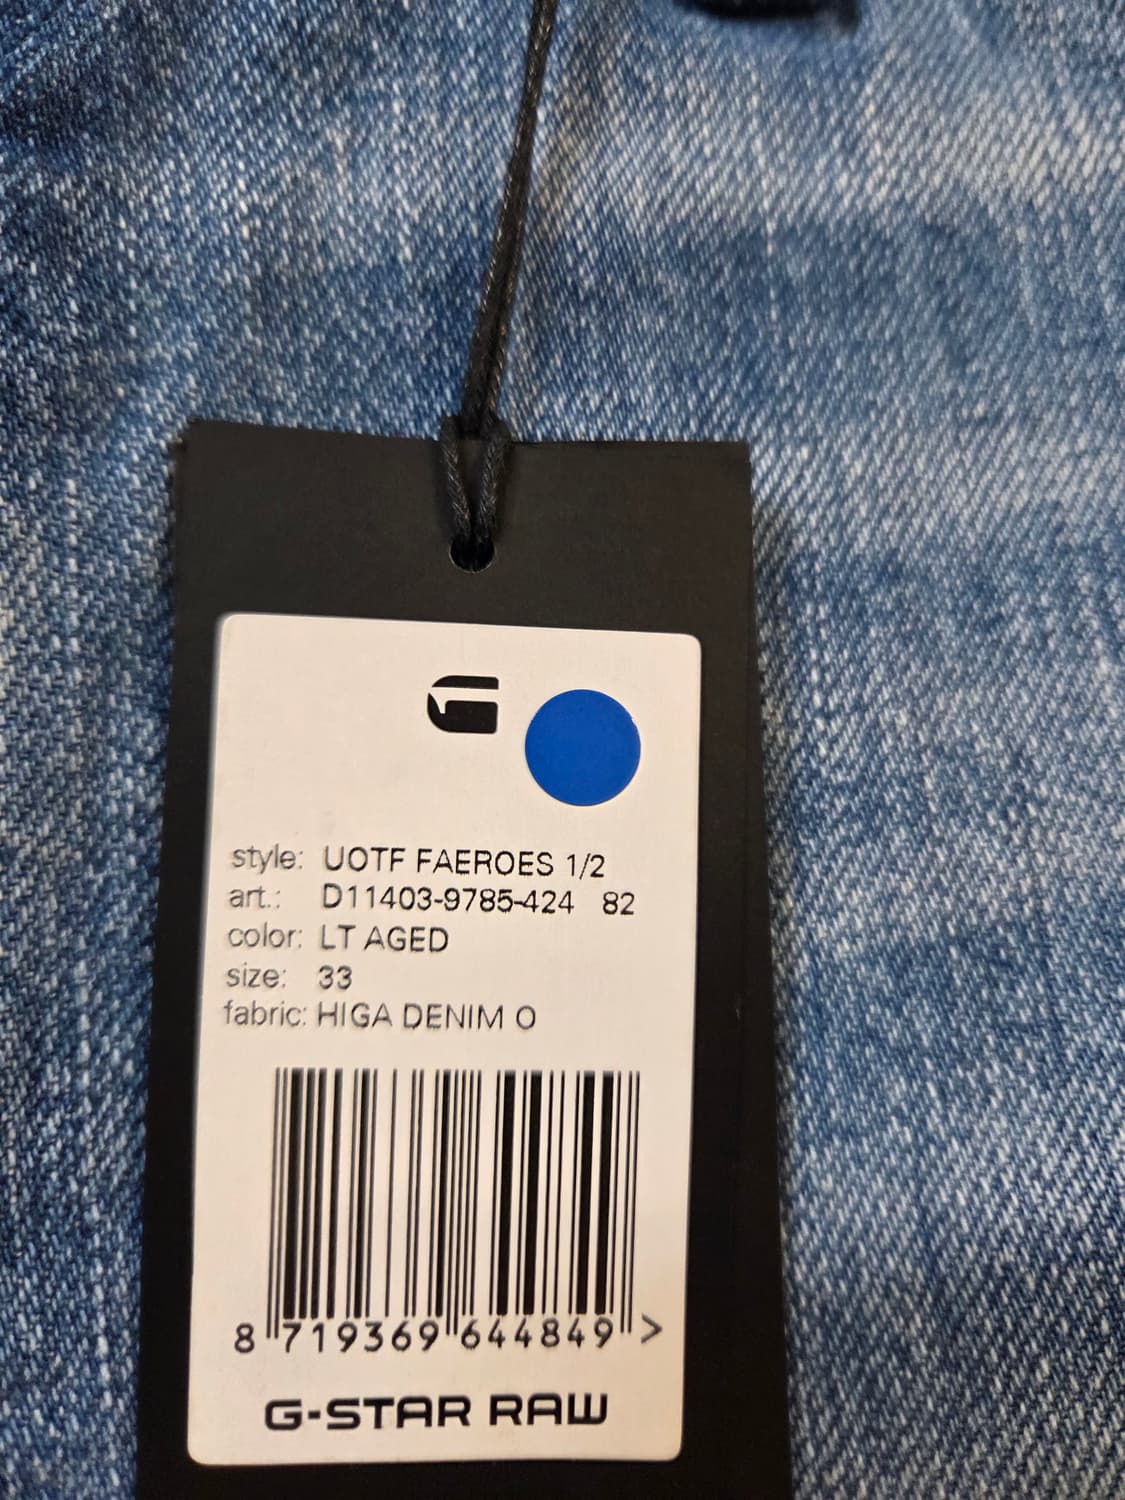 style: UOTF FAEROES 1/2
art.: D11403-9785-424 82
color: LT AGED
size: 33
fabric: HIGA DENIM O
8 719369 644849 >
G-STAR RAW